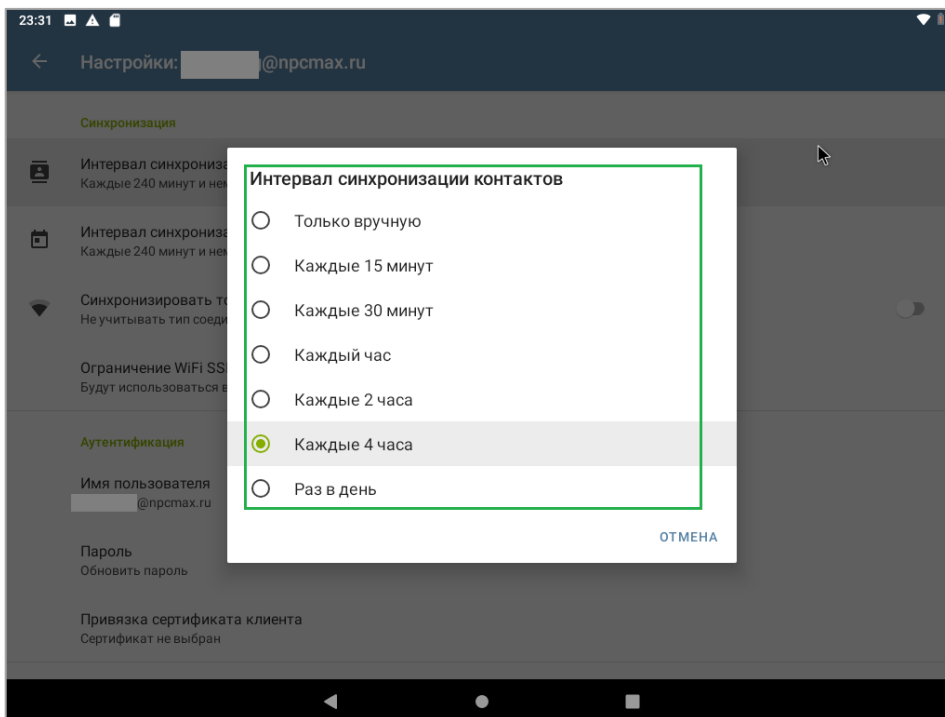 23:31
Настройки: @npcmax.ru
Синхронизация
Интервал синхрониза
Каждые 240 минут и нем
Интервал синхрониза
Каждые 240 минут и нем
Синхронизировать то
Не учитывать тип соеди
Ограничение WiFi SS
Будут использоваться в
Аутентификация
Имя пользователя
@npcmax.ru
Пароль
Обновить пароль
Привязка сертификата клиента
Сертификат не выбран
Интервал синхронизации контактов
Только вручную
Каждые 15 минут
Каждые 30 минут
Каждый час
Каждые 2 часа
Каждые 4 часа
Раз в день
ОТМЕНА